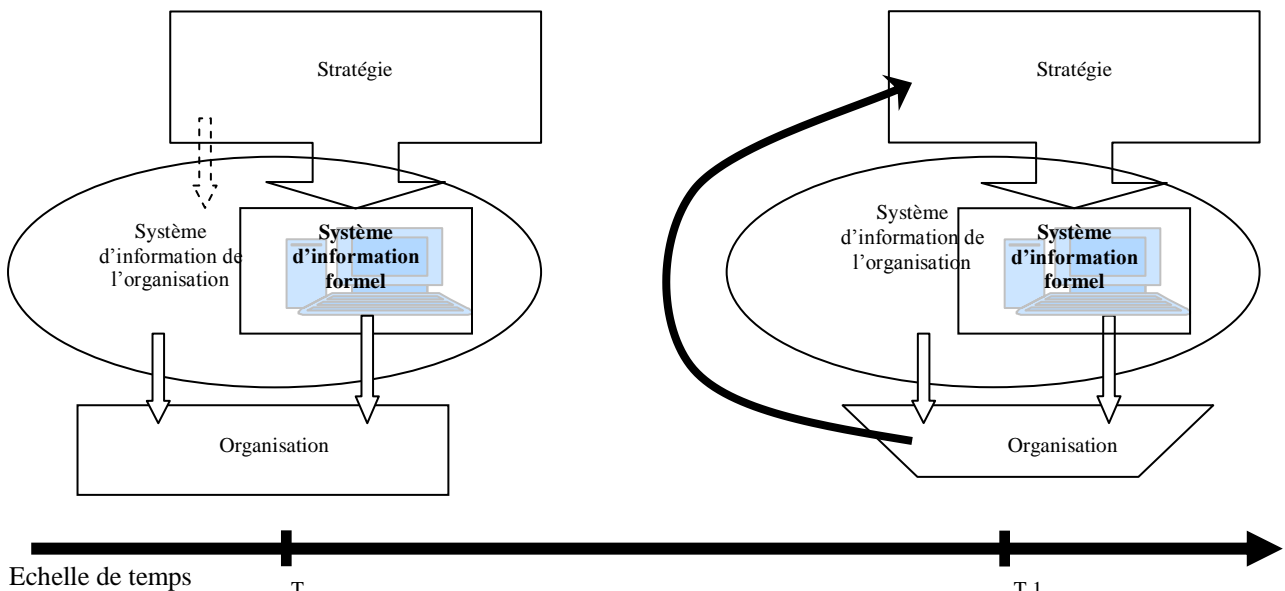 Stratégie
Système
d’information de
l’organisation
Système
d’information
formel
Organisation
Stratégie
Système
d’information de
l’organisation
Système
d’information
formel
Organisation
Echelle de temps
T
T 1